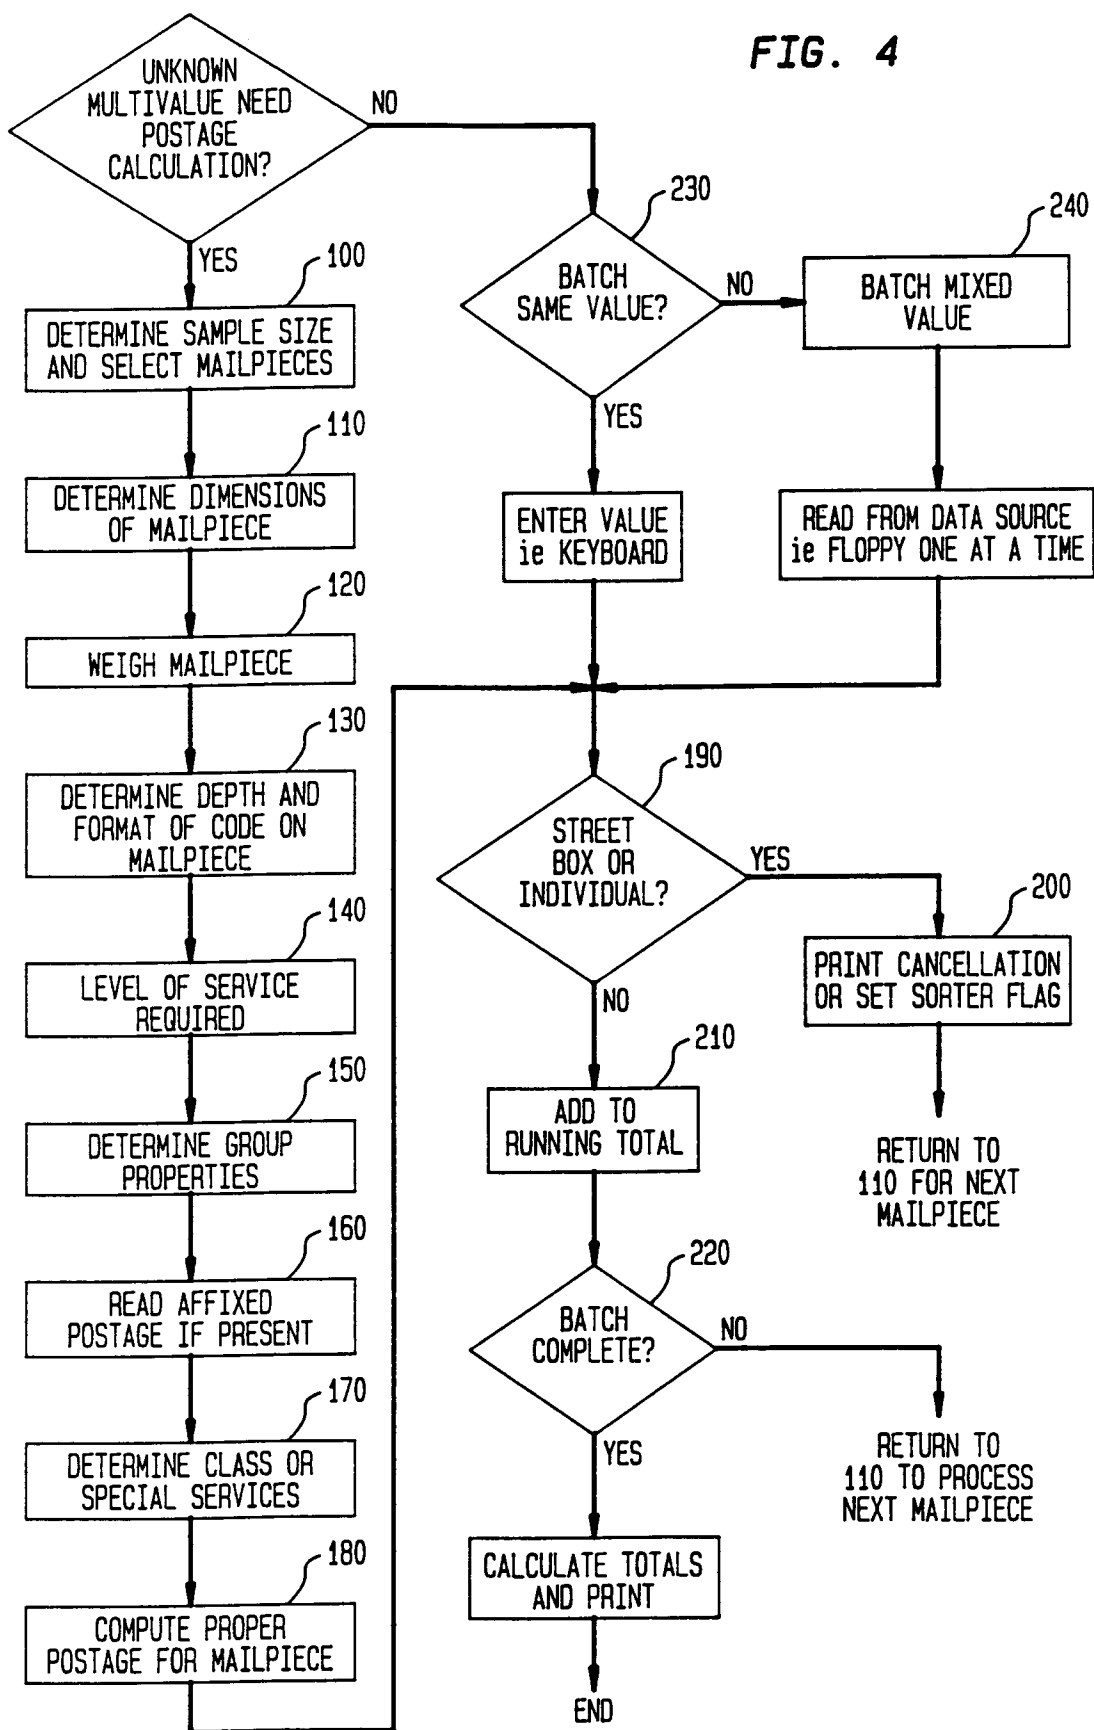 FIG. 4
UNKNOWN
MULTIVALUE NEED
POSTAGE
CALCULATION?
NO
YES
100
DETERMINE SAMPLE SIZE
AND SELECT MAILPIECES
110
DETERMINE DIMENSIONS
OF MAILPIECE
120
WEIGH MAILPIECE
130
DETERMINE DEPTH AND
FORMAT OF CODE ON
MAILPIECE
140
LEVEL OF SERVICE
REQUIRED
150
DETERMINE GROUP
PROPERTIES
160
READ AFFIXED
POSTAGE IF PRESENT
170
DETERMINE CLASS OR
SPECIAL SERVICES
180
COMPUTE PROPER
POSTAGE FOR MAILPIECE
230
BATCH
SAME VALUE?
NO
YES
240
BATCH MIXED
VALUE
ENTER VALUE
ie KEYBOARD
READ FROM DATA SOURCE
ie FLOPPY ONE AT A TIME
190
STREET
BOX OR
INDIVIDUAL?
YES
NO
200
PRINT CANCELLATION
OR SET SORTER FLAG
RETURN TO
110 FOR NEXT
MAILPIECE
210
ADD TO
RUNNING TOTAL
220
BATCH
COMPLETE?
NO
YES
RETURN TO
110 TO PROCESS
NEXT MAILPIECE
CALCULATE TOTALS
AND PRINT
END